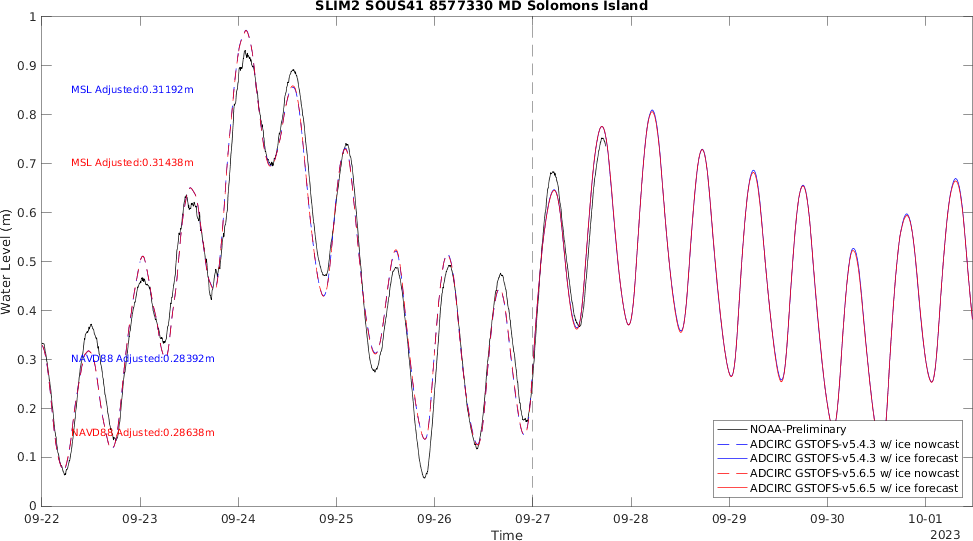 SLIM2 SOUS41 8577330 MD Solomons Island
1
0.9
0.8
0.7
0.6
0.5
0.4
0.3
0.2
0.1
0
Water Level (m)
MSL Adjusted:0.31192m
MSL Adjusted:0.31438m
NAVD88 Adjusted:0.28392m
NAVD88 Adjusted:0.28638m
NOAA-Preliminary
ADCIRC GSTOFS-v5.4.3 w/ ice nowcast
ADCIRC GSTOFS-v5.4.3 w/ ice forecast
ADCIRC GSTOFS-v5.6.5 w/ ice nowcast
ADCIRC GSTOFS-v5.6.5 w/ ice forecast
09-22 09-23 09-24 09-25 09-26 09-27 09-28 09-29 09-30 10-01
Time
2023